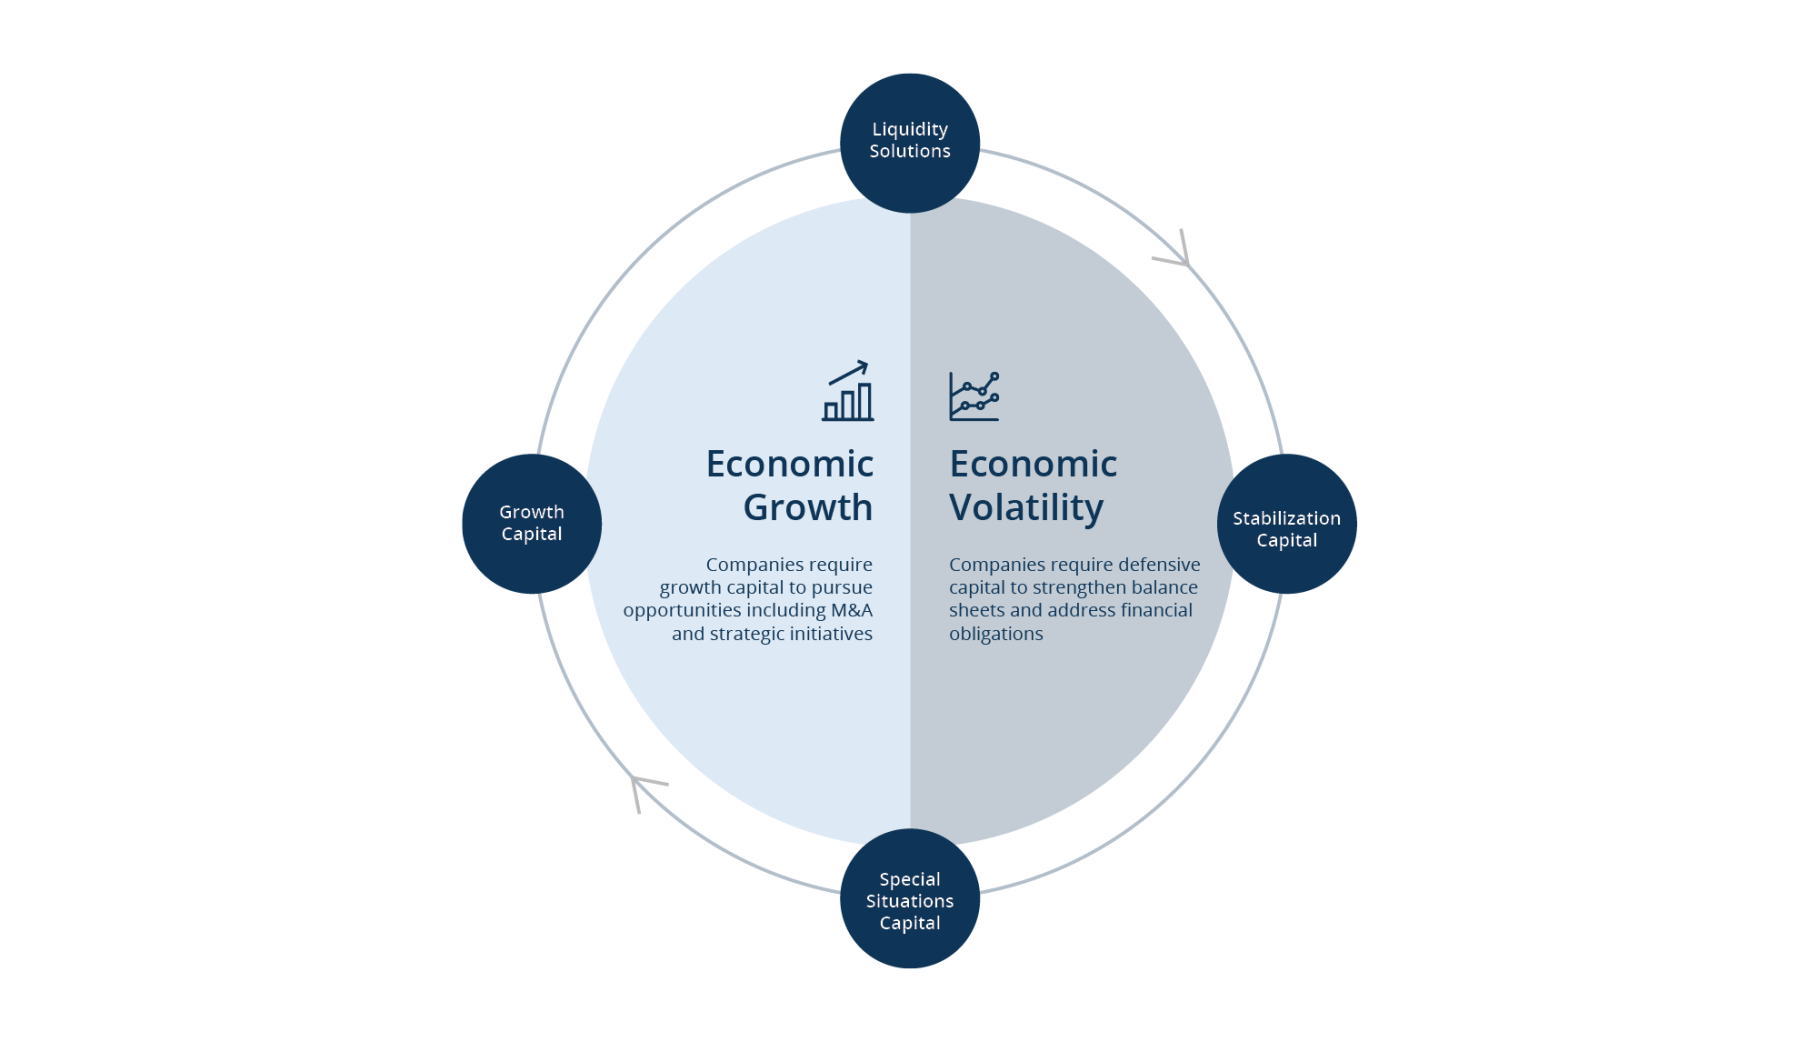 Liquidity
Solutions
Growth
Capital
Economic
Growth
Companies require
growth capital to pursue
opportunities including M&A
and strategic initiatives
Economic
Volatility
Companies require defensive
capital to strengthen balance
sheets and address financial
obligations
Stabilization
Capital
Special
Situations
Capital